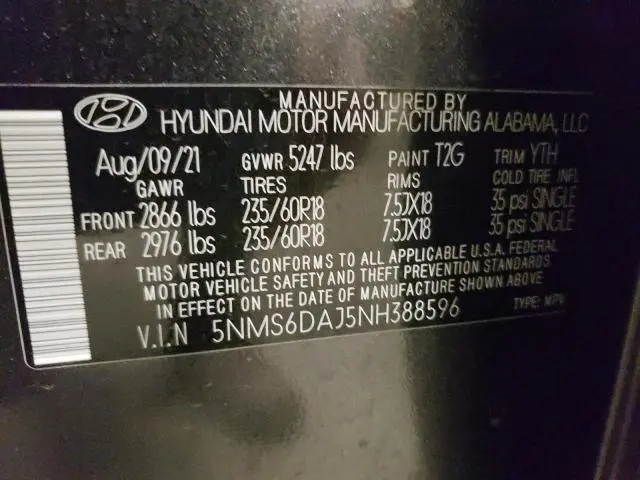 MANUFACTURED BY
HYUNDAI MOTOR MANUFACTURING ALABAMA, LLC
Aug/09/21 GVWR 5247 lbs PAINT T2G TRIM YTH
GAWR TIRES RIMS COLD TIRE INFL
FRONT 2866 lbs 235/60R18 7.5JX18 35 psi SINGLE
REAR 2976 lbs 235/60R18 7.5JX18 35 psi SINGLE
THIS VEHICLE CONFORMS TO ALL APPLICABLE U.S.A. FEDERAL
MOTOR VEHICLE SAFETY AND THEFT PREVENTION STANDARDS
IN EFFECT ON THE DATE OF MANUFACTURE SHOWN ABOVE
V.I.N 5NMS6DAJ5NH388596 TYPE: MPV